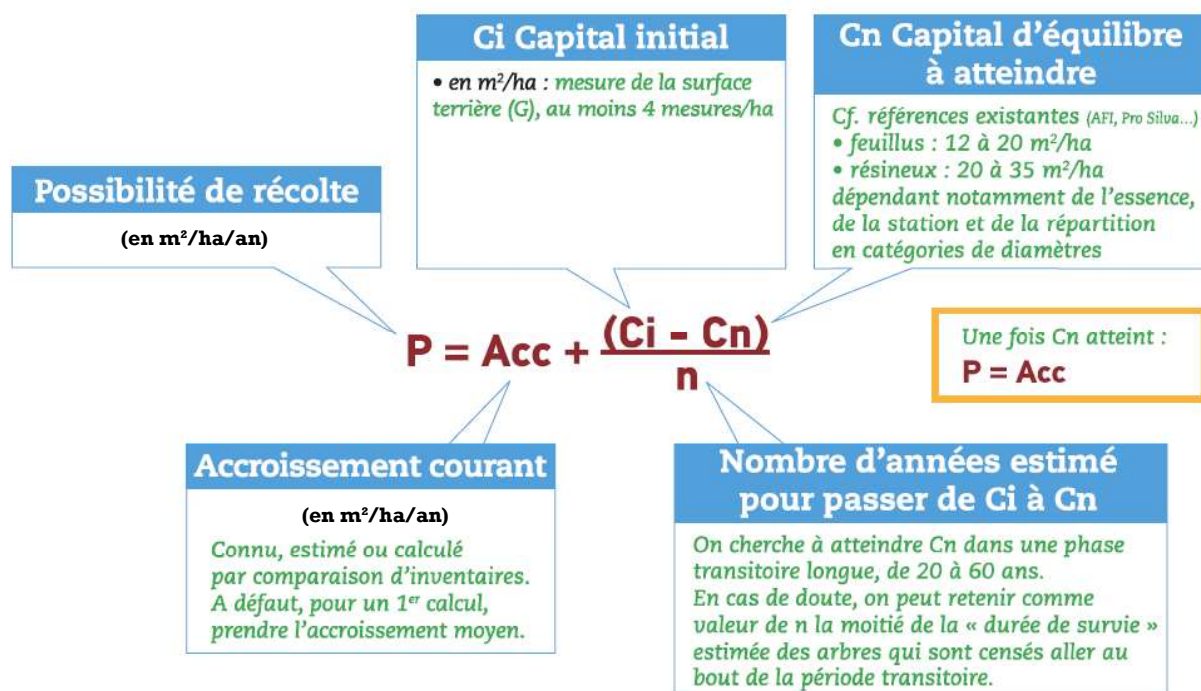 Ci Capital initial
• en m²/ha : mesure de la surface
terrière (G), au moins 4 mesures/ha
Cn Capital d'équilibre
à atteindre
Cf. références existantes (AFI, Pro Silva...)
• feuillus : 12 à 20 m²/ha
• résineux : 20 à 35 m²/ha
dépendant notamment de l'essence,
de la station et de la répartition
en catégories de diamètres
Possibilité de récolte
(en m²/ha/an)
P = Acc + (Ci - Cn)
n
Une fois Cn atteint :
P = Acc
Accroissement courant
(en m²/ha/an)
Connu, estimé ou calculé
par comparaison d'inventaires.
A défaut, pour un 1er calcul,
prendre l'accroissement moyen.
Nombre d'années estimé
pour passer de Ci à Cn
On cherche à atteindre Cn dans une phase
transitoire longue, de 20 à 60 ans.
En cas de doute, on peut retenir comme
valeur de n la moitié de la « durée de survie »
estimée des arbres qui sont censés aller au
bout de la période transitoire.